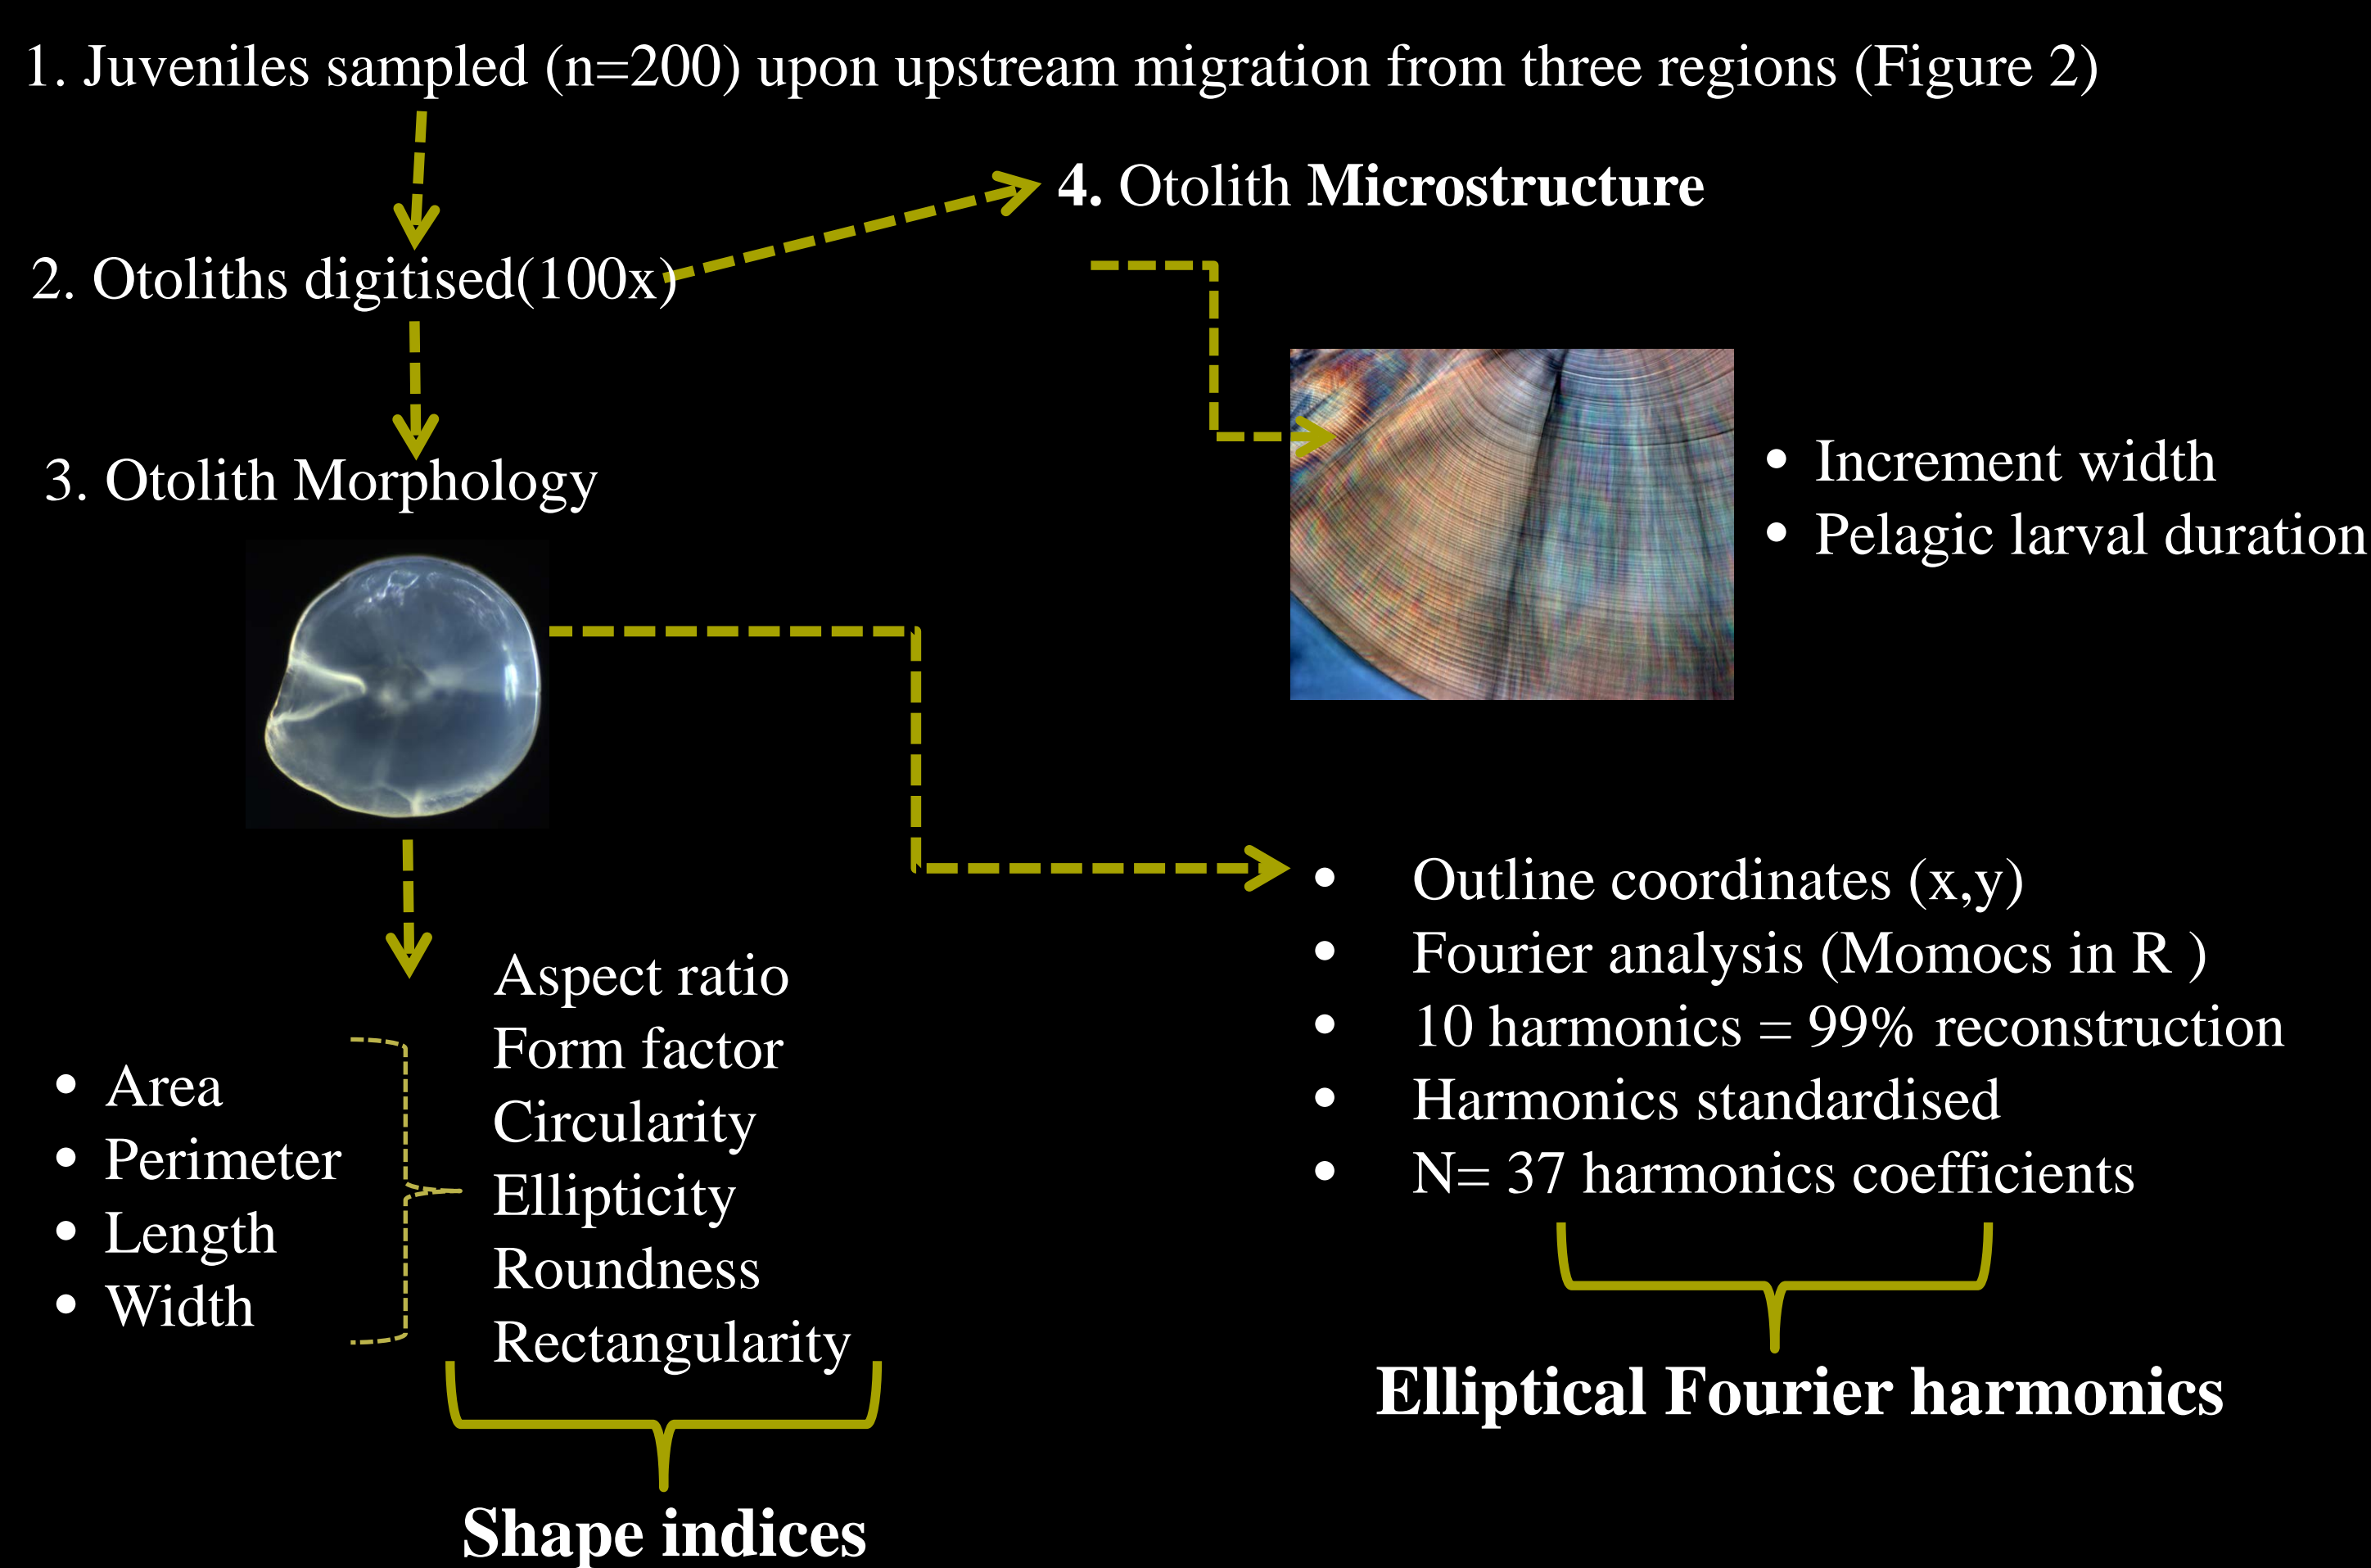 1. Juveniles sampled (n=200) upon upstream migration from three regions (Figure 2)
4. Otolith Microstructure
2. Otoliths digitised(100x)
3. Otolith Morphology
• Increment width
• Pelagic larval duration
• Outline coordinates (x,y)
• Fourier analysis (Momocs in R )
• 10 harmonics = 99% reconstruction
• Harmonics standardised
• N= 37 harmonics coefficients
Elliptical Fourier harmonics
• Area
• Perimeter
• Length
• Width
Aspect ratio
Form factor
Circularity
Ellipticity
Roundness
Rectangularity
Shape indices